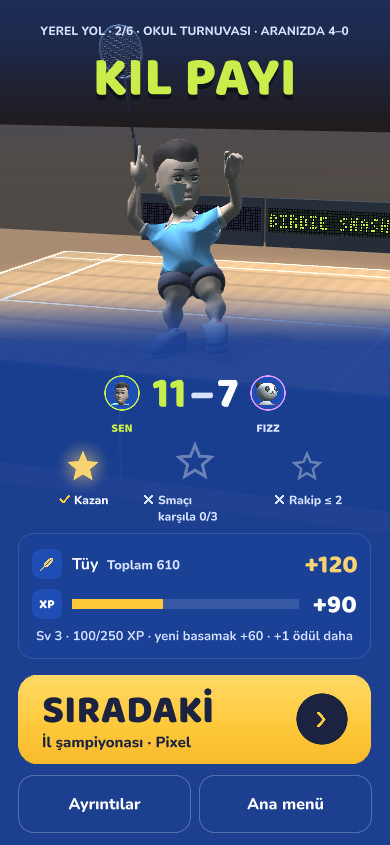 YEREL YOL · 2/6 · OKUL TURNUVASI · ARANIZDA 4–0
KIL PAYI
BIRDIE SMASH
11–7
SEN
FIZZ
Kazan
Smaçı
karşıla 0/3
Rakip ≤ 2
Tüy Toplam 610
+120
XP
+90
Sv 3 · 100/250 XP · yeni basamak +60 · +1 ödül daha
SIRADAKİ
İl şampiyonası · Pixel
Ayrıntılar
Ana menü